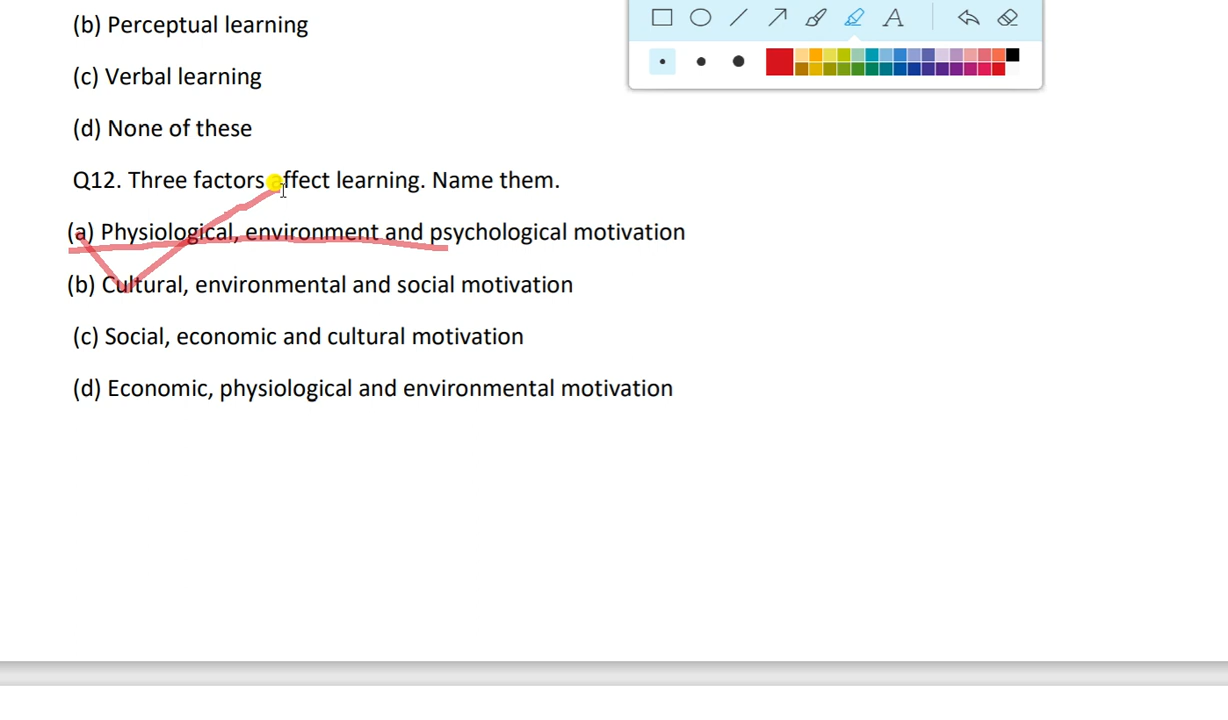 (b) Perceptual learning
(c) Verbal learning
(d) None of these
Q12. Three factors affect learning. Name them.
(a) Physiological, environment and psychological motivation
(b) Cultural, environmental and social motivation
(c) Social, economic and cultural motivation
(d) Economic, physiological and environmental motivation